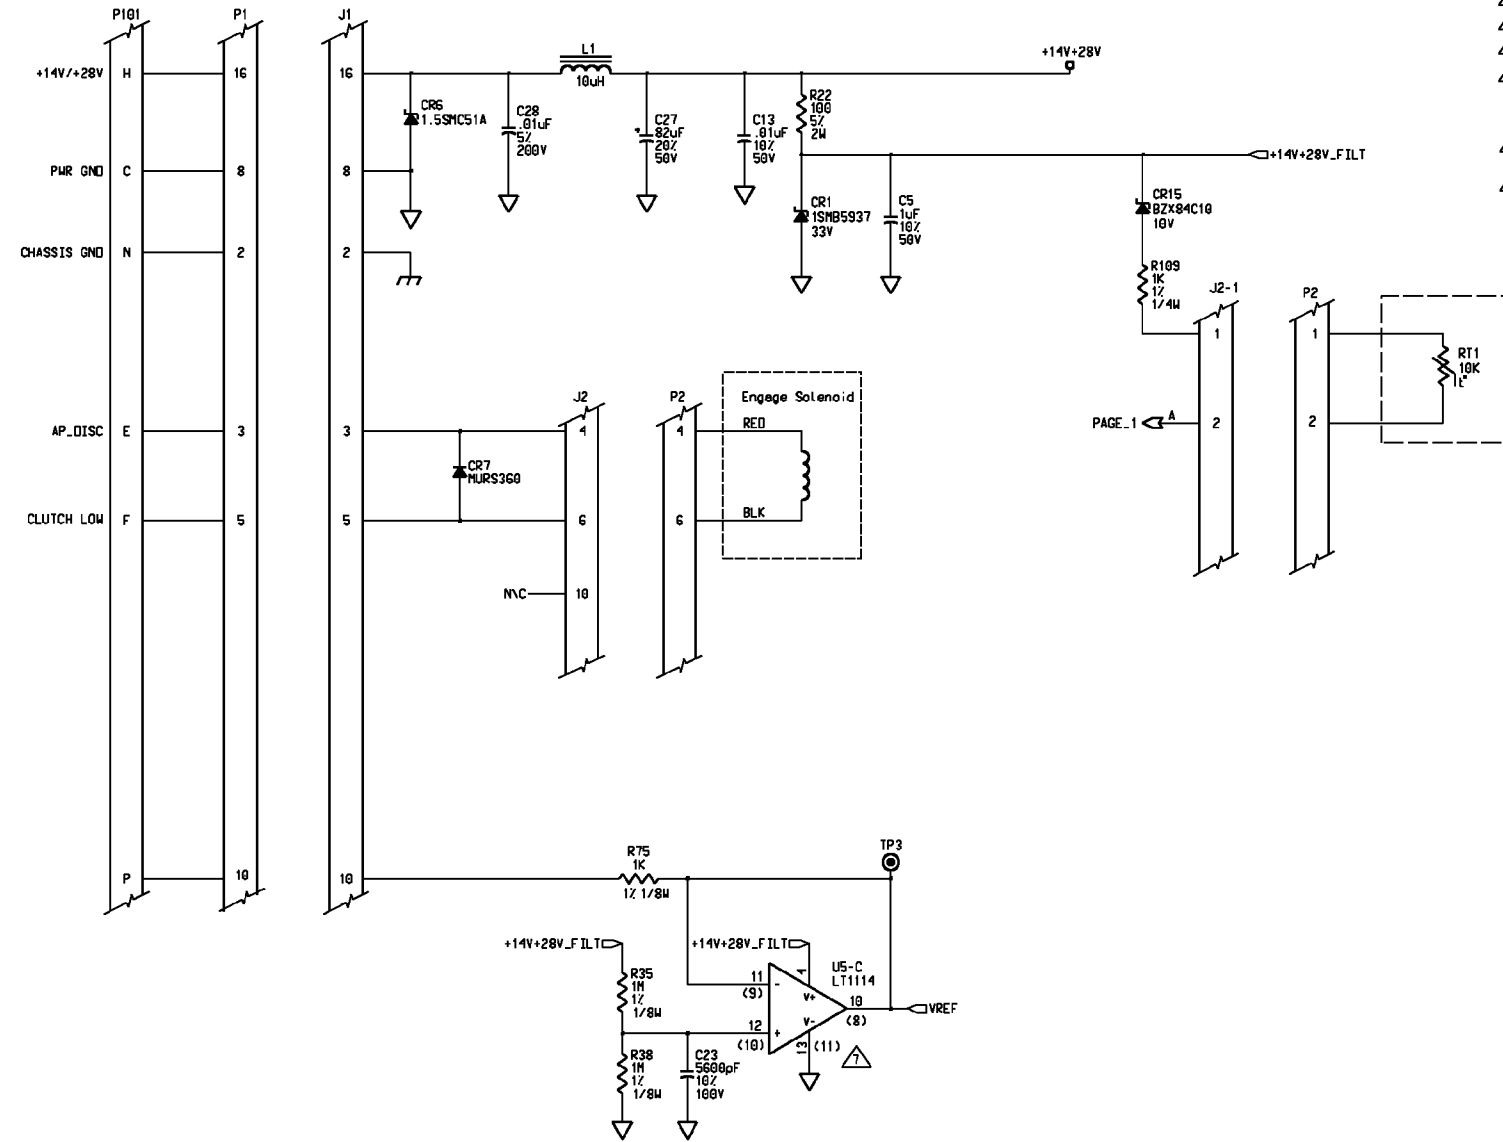 P101
P1
J1
+14V/+28V
H
16
16
L1
10uH
+14V+28V
CR6
1.5SMC51A
C28
.01uF
5%
200V
C27
82uF
20%
50V
C13
.01uF
10%
50V
R22
100
5%
2W
+14V+28V_FILT
PWR GND
C
8
8
CR1
1SMB5937
33V
C5
1uF
10%
50V
CR15
BZX84C10
10V
CHASSIS GND
N
2
2
R109
1K
1%
1/4W
J2-1
P2
1
1
RT1
10K
t°
PAGE_1
A
2
2
J2
P2
Engage Solenoid
AP_DISC
E
3
3
4
4
RED
CR7
MURS360
CLUTCH LOW
F
5
5
6
6
BLK
N\C
10
P
10
10
R75
1K
1% 1/8W
TP3
+14V+28V_FILT
+14V+28V_FILT
R35
1M
1%
1/8W
11
(9)
-
4
V+
U5-C
LT1114
10
(8)
VREF
12
(10)
+
V-
13
(11)
7
R38
1M
1%
1/8W
C23
5600pF
10%
100V